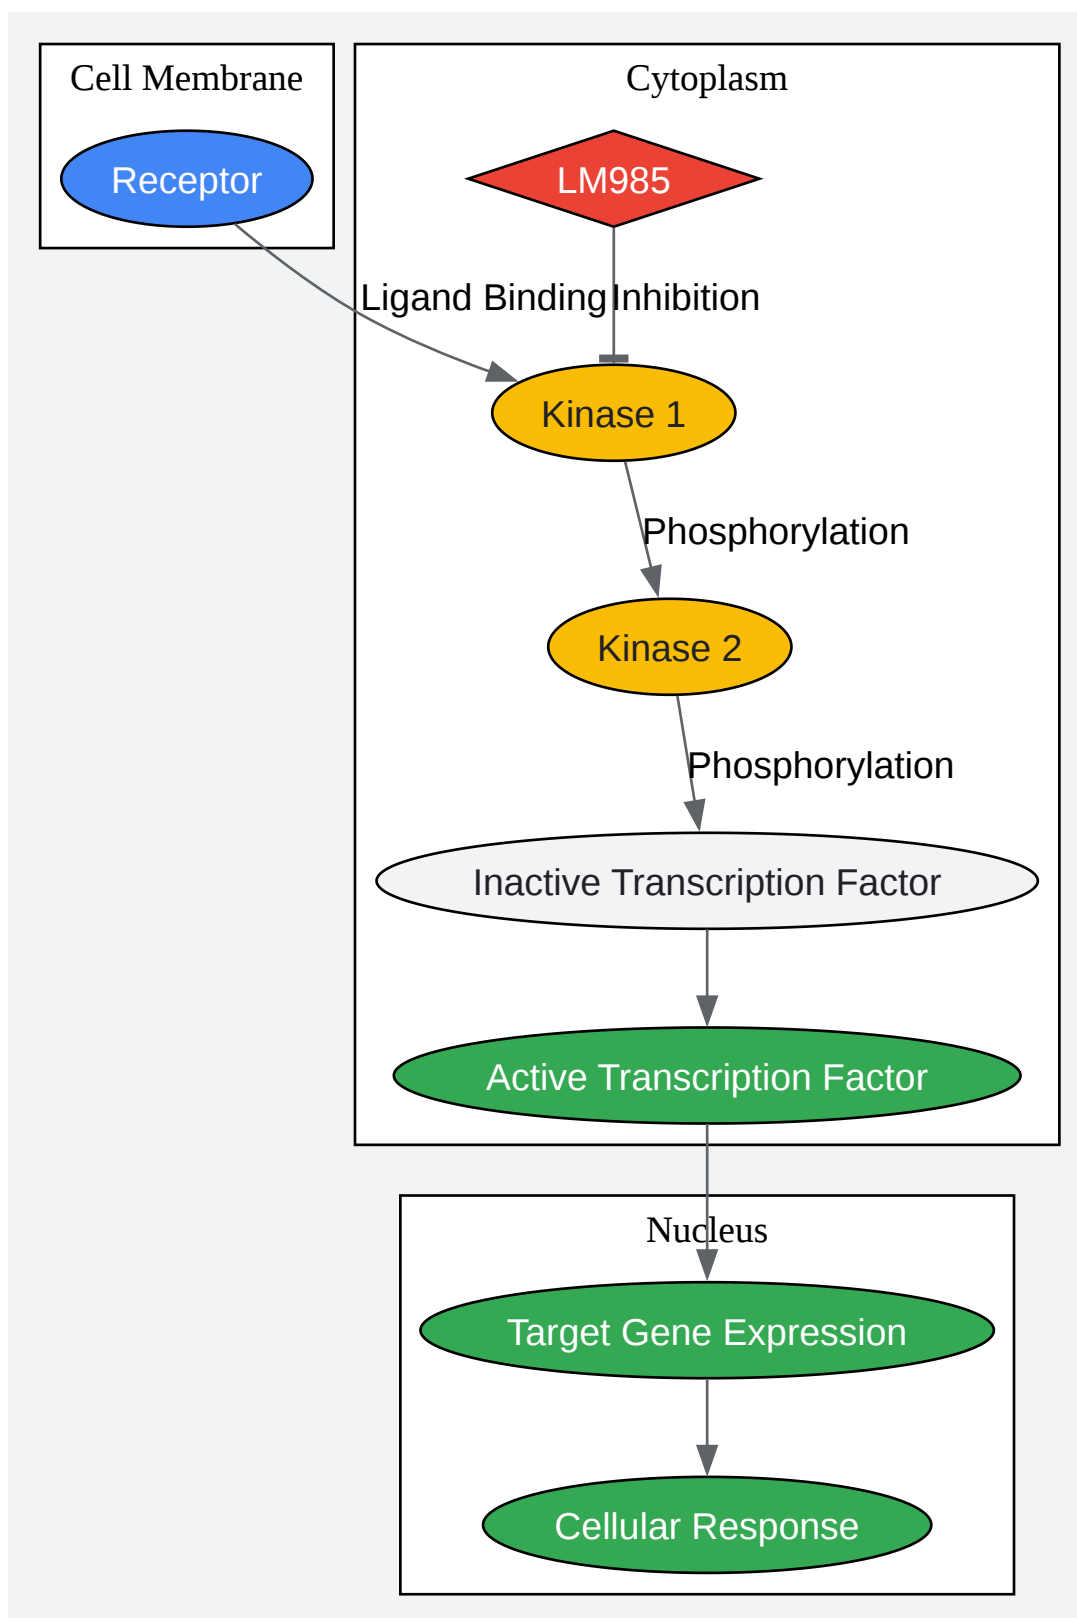 Cell Membrane
Cytoplasm
Receptor
LM985
Ligand Binding
Inhibition
Kinase 1
Phosphorylation
Kinase 2
Phosphorylation
Inactive Transcription Factor
Active Transcription Factor
Nucleus
Target Gene Expression
Cellular Response